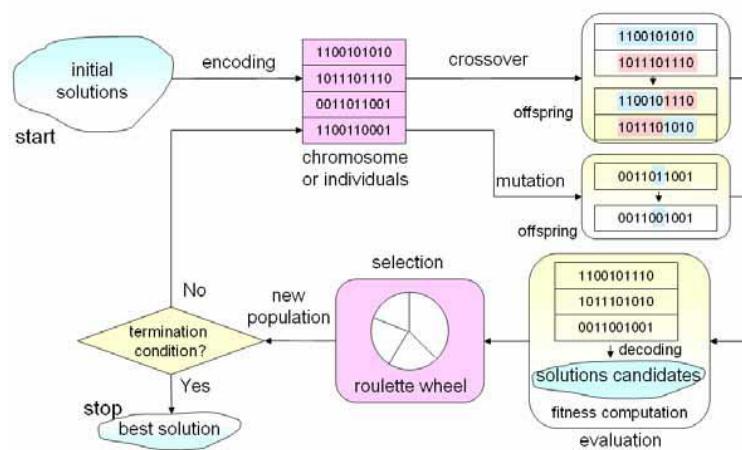 initial
solutions
start
encoding
1100101010
1011101110
0011011001
1100110001
chromosome
or individuals
crossover
1100101010
1011101110
offspring
1100101110
1011101010
mutation
0011011001
offspring
0011001001
selection
roulette wheel
new
population
1100101110
1011101010
0011001001
decoding
solutions candidates
fitness computation
evaluation
No
termination
condition?
Yes
stop
best solution